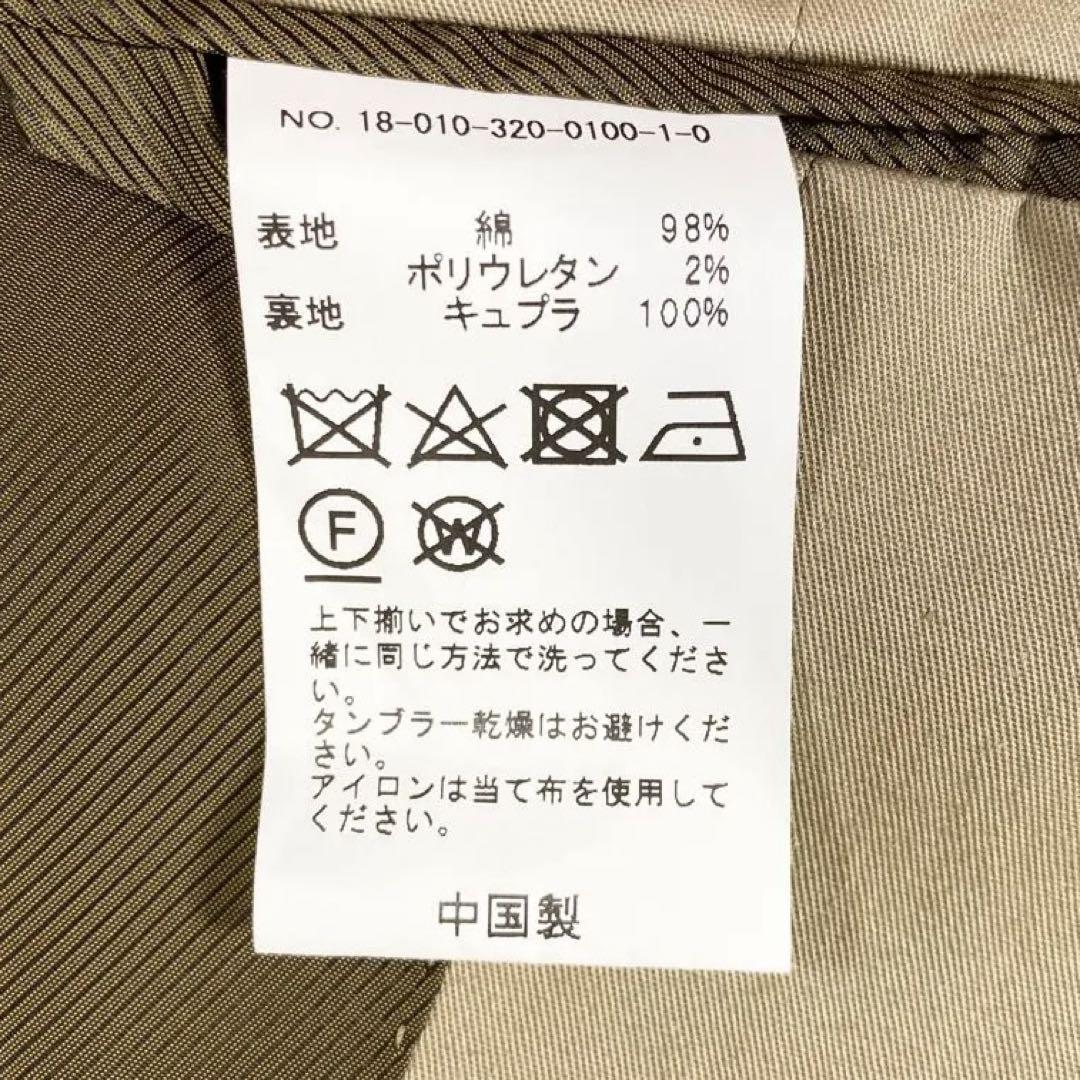 NO. 18-010-320-0100-1-0
表地 綿 98%
ポリウレタン 2%
裏地 キュプラ 100%
F W
上下揃いでお求めの場合、一
緒に同じ方法で洗ってくださ
い。
タンブラー乾燥はお避けくだ
さい。
アイロンは当て布を使用して
ください。
中国製